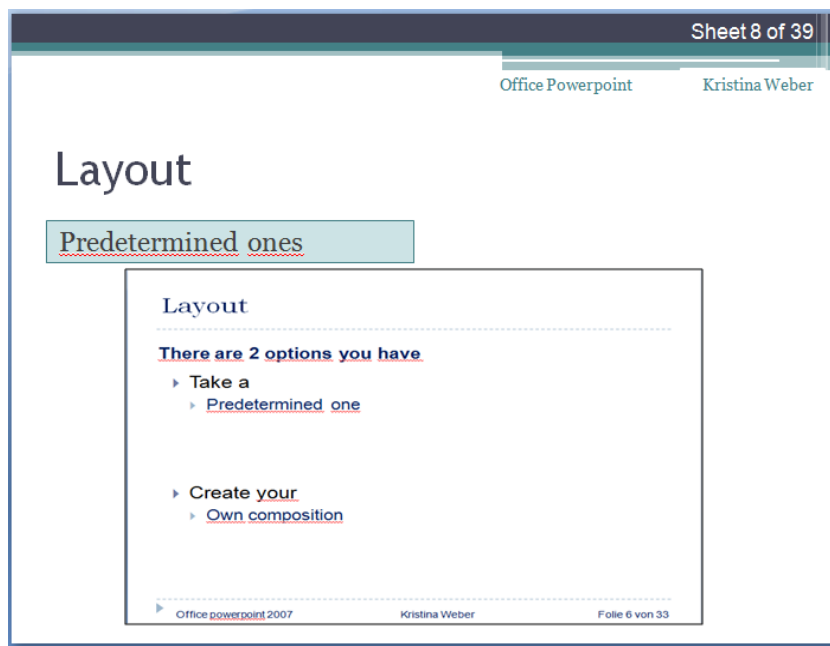 Sheet 8 of 39
Office Powerpoint Kristina Weber
Layout
Predetermined ones
Layout
There are 2 options you have
Take a
Predetermined one
Create your
Own composition
Office powerpoint 2007 Kristina Weber Folie 6 von 33